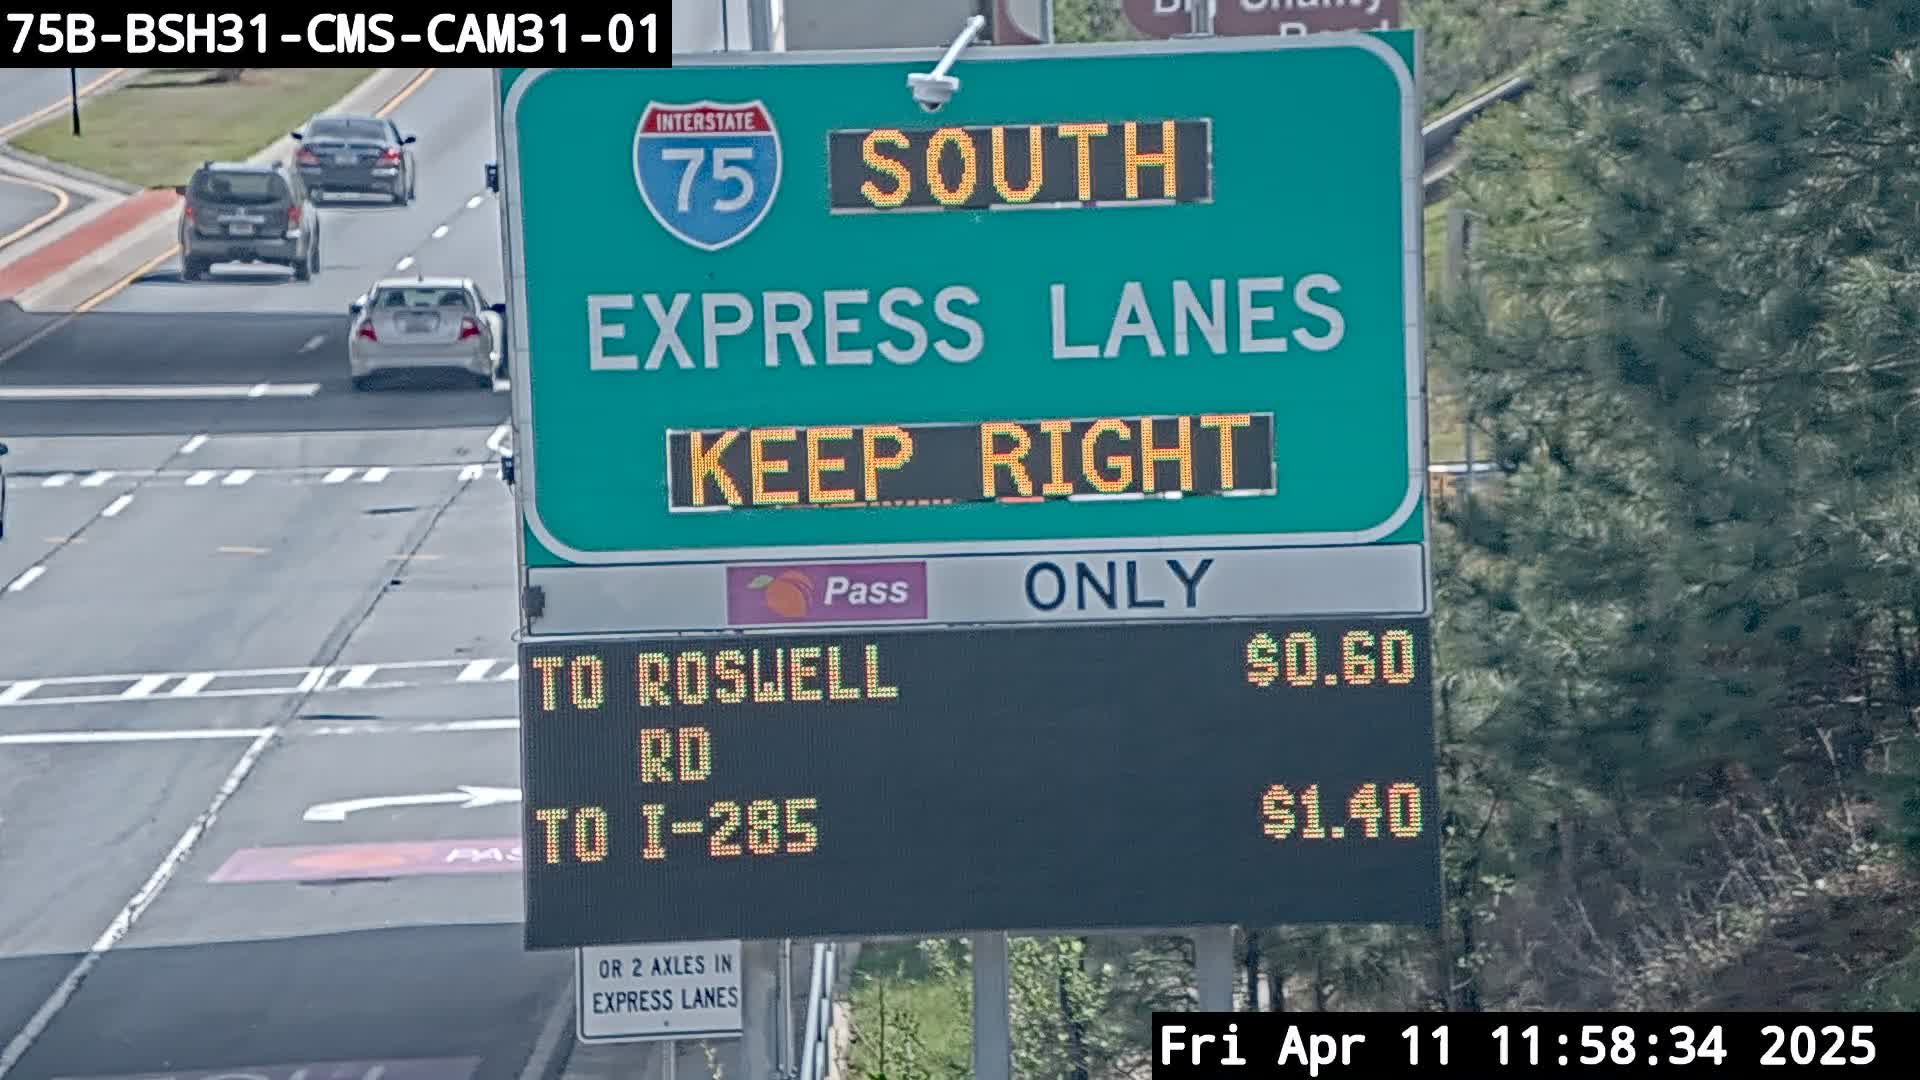 75B-BSH31-CMS-CAM31-01
INTERSTATE
75
SOUTH
EXPRESS LANES
KEEP RIGHT
Pass ONLY
TO ROSWELL $0.60
RD
TO I-285 $1.40
OR 2 AXLES IN
EXPRESS LANES
Fri Apr 11 11:58:34 2025